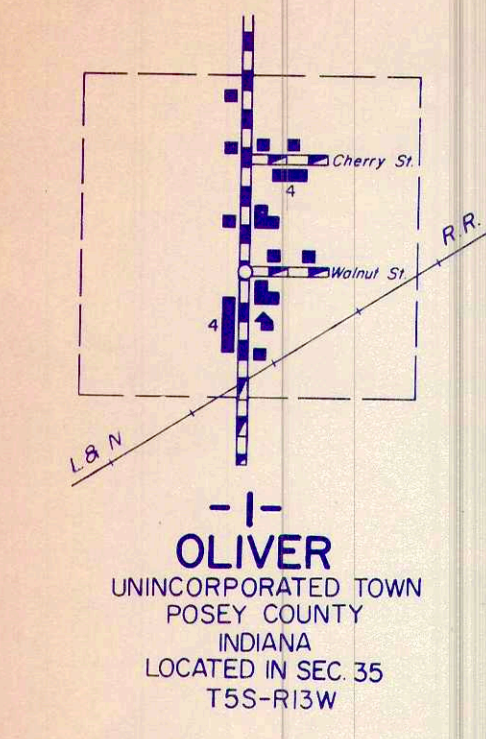 Cherry St.
4
R.R.
Walnut St.
4
L & N
-1-
OLIVER
UNINCORPORATED TOWN
POSEY COUNTY
INDIANA
LOCATED IN SEC. 35
T5S-R13W